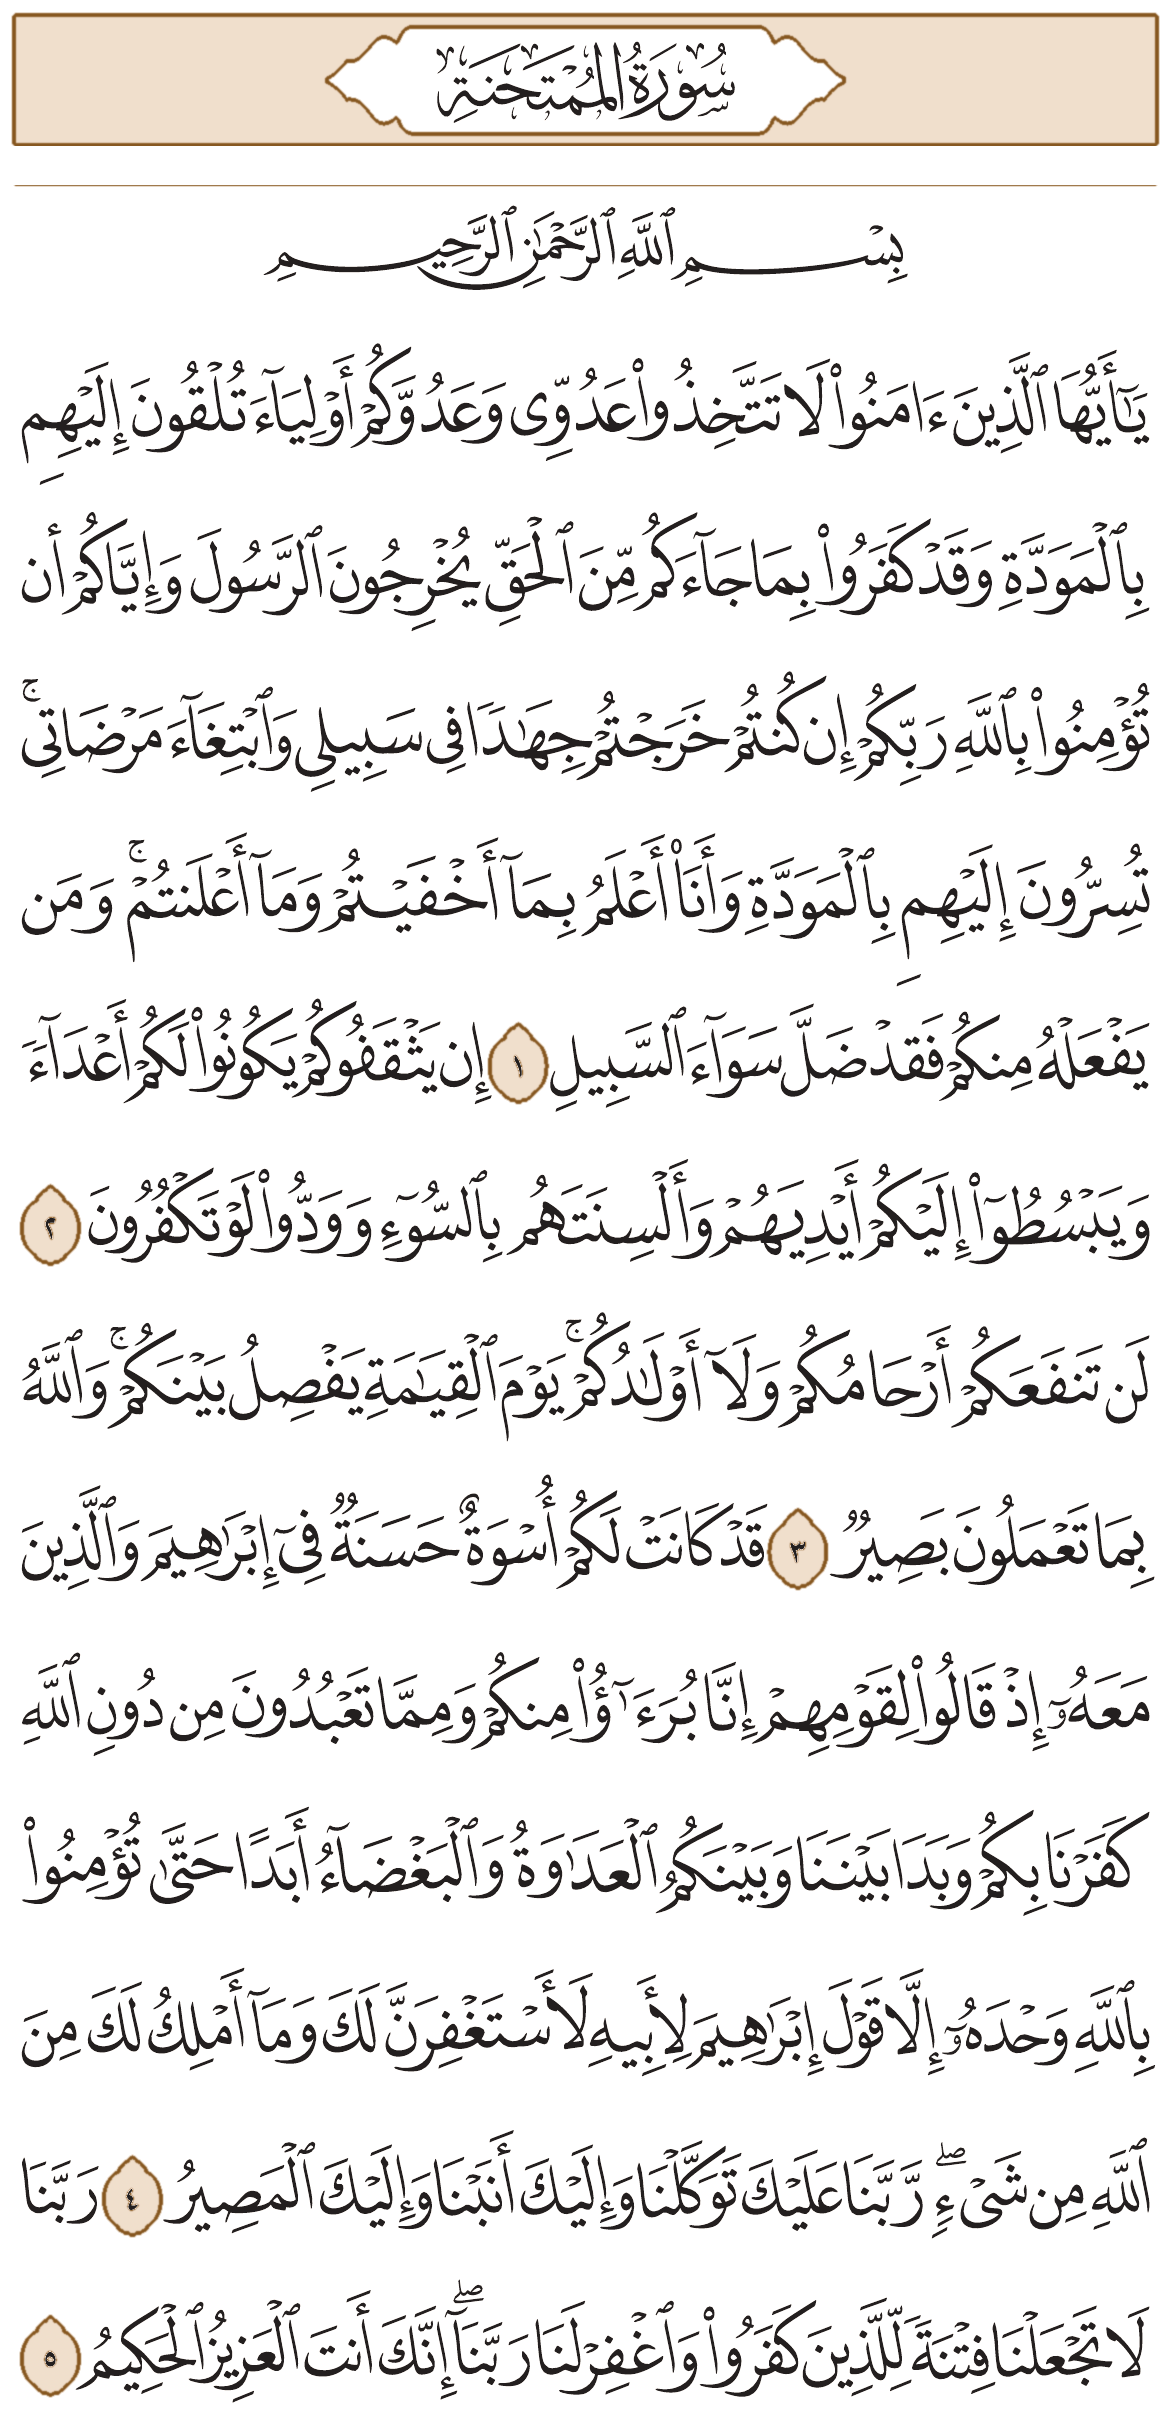 سُورَةُ المُمْتَحنَةِ
بِسْمِ ٱللَّهِ ٱلرَّحْمَٰنِ ٱلرَّحِيمِ
يَٰٓأَيُّهَا ٱلَّذِينَ ءَامَنُوا۟ لَا تَتَّخِذُوا۟ عَدُوِّى وَعَدُوَّكُمْ أَوْلِيَآءَ تُلْقُونَ إِلَيْهِم
بِٱلْمَوَدَّةِ وَقَدْ كَفَرُوا۟ بِمَا جَآءَكُم مِّنَ ٱلْحَقِّ يُخْرِجُونَ ٱلرَّسُولَ وَإِيَّاكُمْ أَن
تُؤْمِنُوا۟ بِٱللَّهِ رَبِّكُمْ إِن كُنتُمْ خَرَجْتُمْ جِهَٰدًا فِى سَبِيلِى وَٱبْتِغَآءَ مَرْضَاتِى ۚ
تُسِرُّونَ إِلَيْهِم بِٱلْمَوَدَّةِ وَأَنَا۠ أَعْلَمُ بِمَآ أَخْفَيْتُمْ وَمَآ أَعْلَنتُمْ ۚ وَمَن
يَفْعَلْهُ مِنكُمْ فَقَدْ ضَلَّ سَوَآءَ ٱلسَّبِيلِ ١ إِن يَثْقَفُوكُمْ يَكُونُوا۟ لَكُمْ أَعْدَآءً
وَيَبْسُطُوٓا۟ إِلَيْكُمْ أَيْدِيَهُمْ وَأَلْسِنَتَهُم بِٱلسُّوٓءِ وَوَدُّوا۟ لَوْ تَكْفُرُونَ ٢
لَن تَنفَعَكُمْ أَرْحَامُكُمْ وَلَآ أَوْلَٰدُكُمْ ۚ يَوْمَ ٱلْقِيَٰمَةِ يَفْصِلُ بَيْنَكُمْ ۚ وَٱللَّهُ
بِمَا تَعْمَلُونَ بَصِيرٌ ٣ قَدْ كَانَتْ لَكُمْ أُسْوَةٌ حَسَنَةٌ فِىٓ إِبْرَٰهِيمَ وَٱلَّذِينَ
مَعَهُۥٓ إِذْ قَالُوا۟ لِقَوْمِهِمْ إِنَّا بُرَءَٰٓؤُا۟ مِنكُمْ وَمِمَّا تَعْبُدُونَ مِن دُونِ ٱللَّهِ
كَفَرْنَا بِكُمْ وَبَدَا بَيْنَنَا وَبَيْنَكُمُ ٱلْعَدَٰوَةُ وَٱلْبَغْضَآءُ أَبَدًا حَتَّىٰ تُؤْمِنُوا۟
بِٱللَّهِ وَحْدَهُۥٓ إِلَّا قَوْلَ إِبْرَٰهِيمَ لِأَبِيهِ لَأَسْتَغْفِرَنَّ لَكَ وَمَآ أَمْلِكُ لَكَ مِنَ
ٱللَّهِ مِن شَىْءٍ ۖ رَّبَّنَا عَلَيْكَ تَوَكَّلْنَا وَإِلَيْكَ أَنَبْنَا وَإِلَيْكَ ٱلْمَصِيرُ ٤ رَبَّنَا
لَا تَجْعَلْنَا فِتْنَةً لِّلَّذِينَ كَفَرُوا۟ وَٱغْفِرْ لَنَا رَبَّنَآ ۖ إِنَّكَ أَنتَ ٱلْعَزِيزُ ٱلْحَكِيمُ ٥